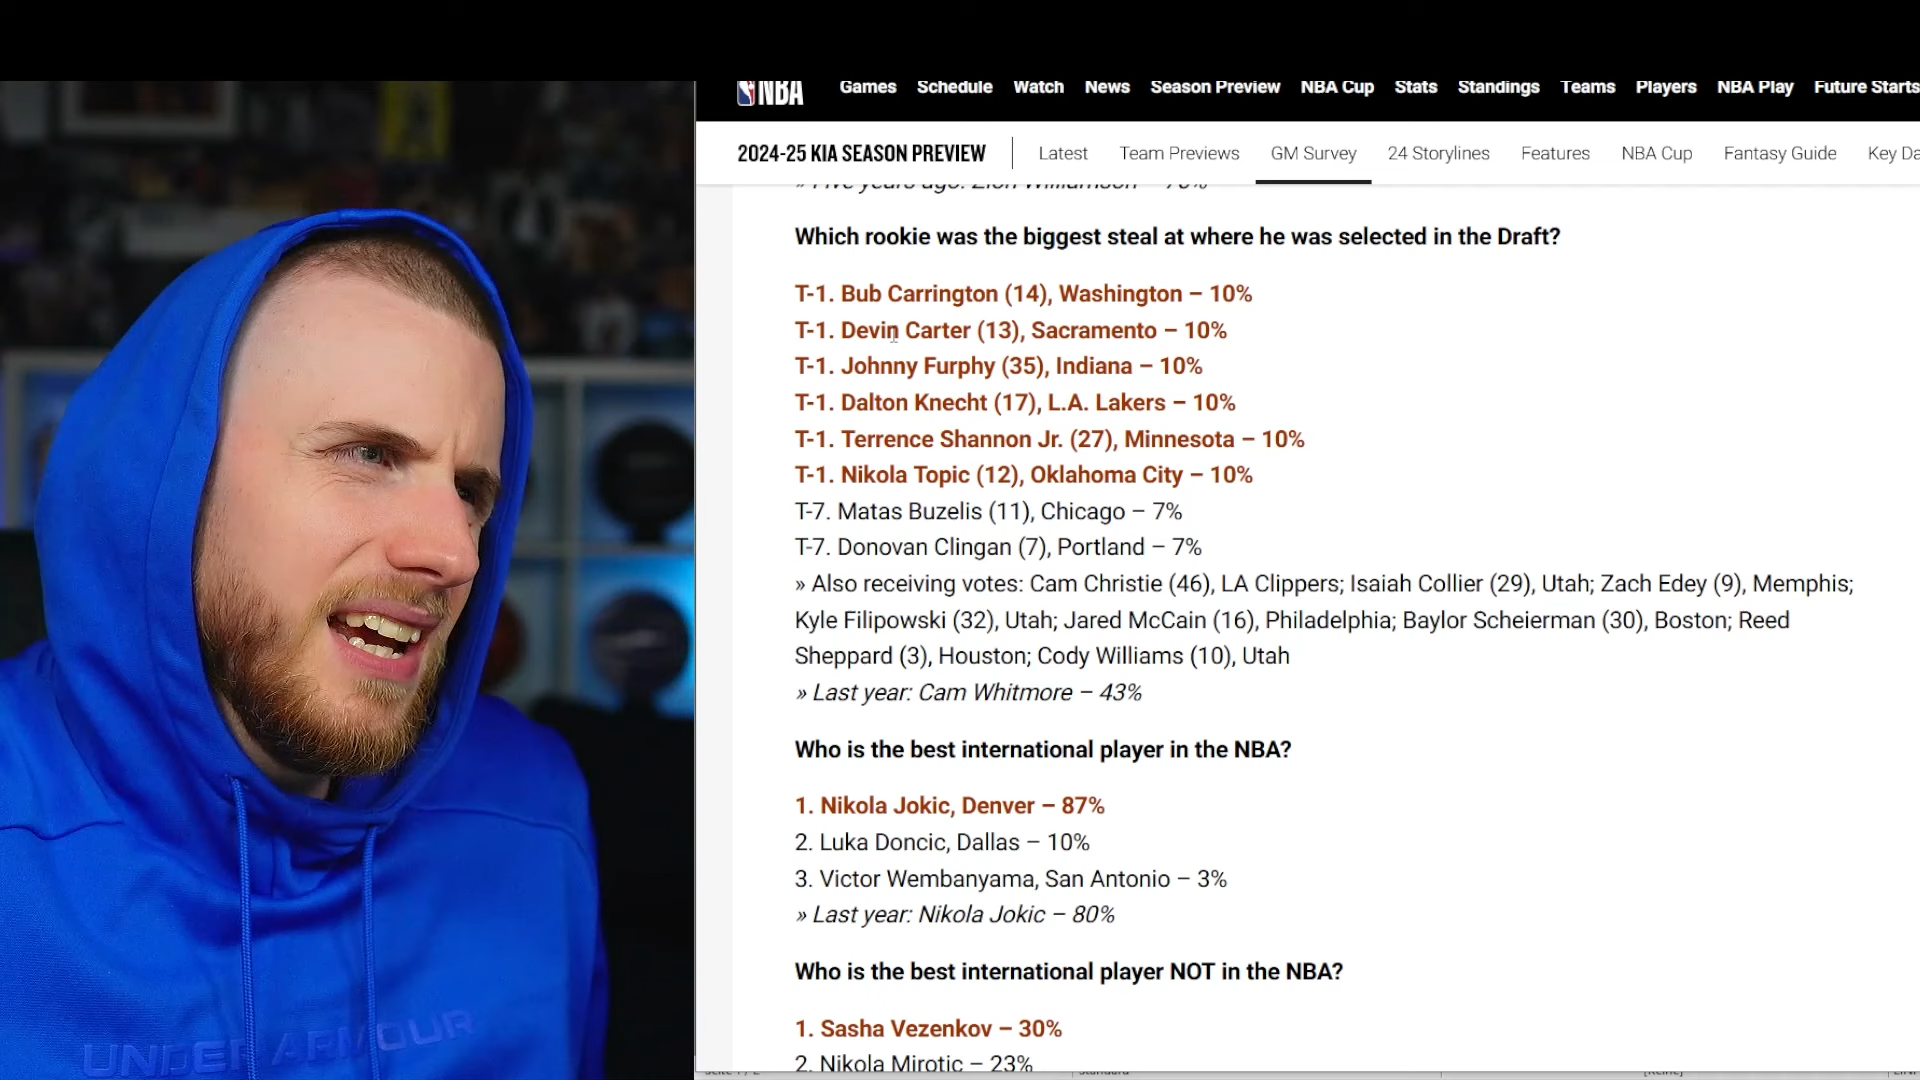 NBA Games Schedule Watch News Season Preview NBA Cup Stats Standings Teams Players NBA Play Future Starts
2024-25 KIA SEASON PREVIEW Latest Team Previews GM Survey 24 Storylines Features NBA Cup Fantasy Guide Key Da
» Five years ago: Zion Williamson –
Which rookie was the biggest steal at where he was selected in the Draft?
T-1. Bub Carrington (14), Washington – 10%
T-1. Devin Carter (13), Sacramento – 10%
T-1. Johnny Furphy (35), Indiana – 10%
T-1. Dalton Knecht (17), L.A. Lakers – 10%
T-1. Terrence Shannon Jr. (27), Minnesota – 10%
T-1. Nikola Topic (12), Oklahoma City – 10%
T-7. Matas Buzelis (11), Chicago – 7%
T-7. Donovan Clingan (7), Portland – 7%
» Also receiving votes: Cam Christie (46), LA Clippers; Isaiah Collier (29), Utah; Zach Edey (9), Memphis;
Kyle Filipowski (32), Utah; Jared McCain (16), Philadelphia; Baylor Scheierman (30), Boston; Reed
Sheppard (3), Houston; Cody Williams (10), Utah
» Last year: Cam Whitmore – 43%
Who is the best international player in the NBA?
1. Nikola Jokic, Denver – 87%
2. Luka Doncic, Dallas – 10%
3. Victor Wembanyama, San Antonio – 3%
» Last year: Nikola Jokic – 80%
Who is the best international player NOT in the NBA?
1. Sasha Vezenkov – 30%
2. Nikola Mirotic – 23%
UNDER ARMOUR